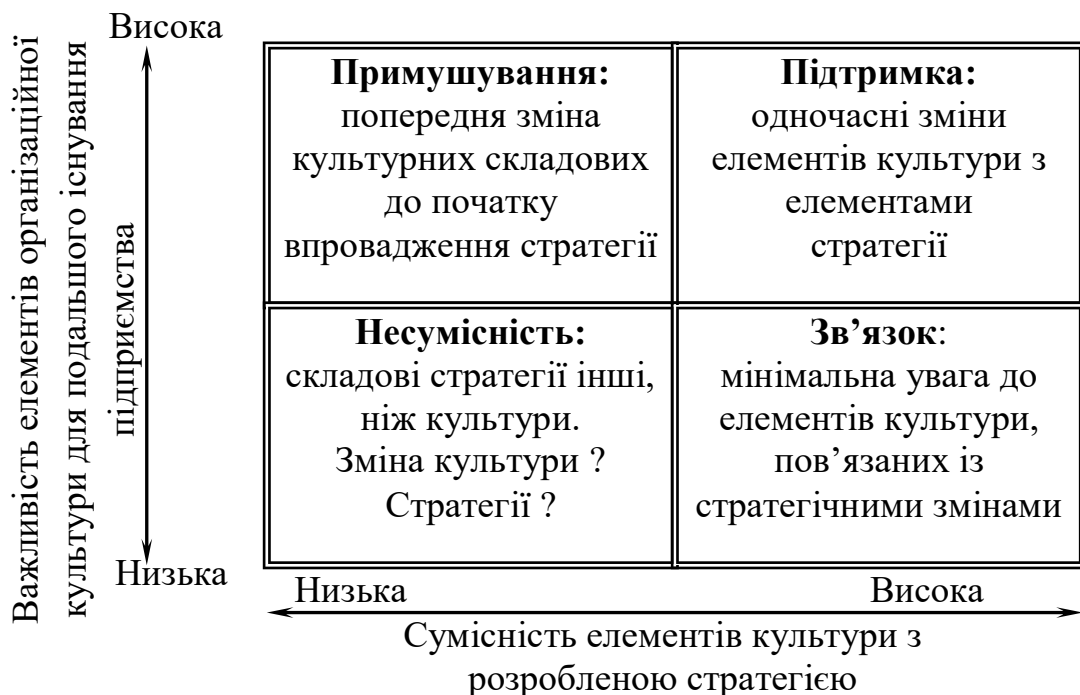 Важливість елементів організаційної
культури для подальшого існування
підприємства
Висока
Низька
Примушування:
попередня зміна
культурних складових
до початку
впровадження стратегії
Підтримка:
одночасні зміни
елементів культури з
елементами
стратегії
Несумісність:
складові стратегії інші,
ніж культури.
Зміна культури ?
Стратегії ?
Зв’язок:
мінімальна увага до
елементів культури,
пов’язаних із
стратегічними змінами
Низька
Висока
Сумісність елементів культури з
розробленою стратегією